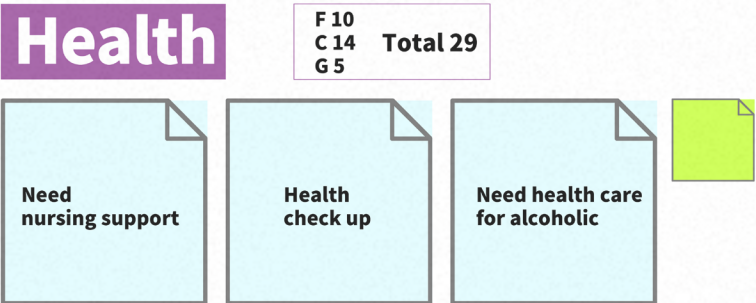 Health
F 10
C 14
G 5
Total 29
Need
nursing support
Health
check up
Need health care
for alcoholic